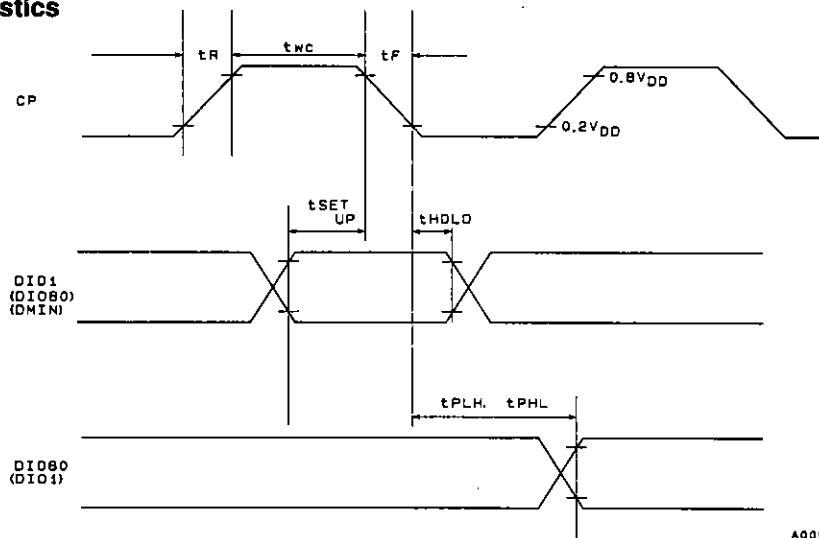 stics
tR
twc
tF
CP
0.8VDD
0.2VDD
tSET
UP
tHOLD
DIO1
(DIO80)
(DMIN)
tPLH. tPHL
DIO80
(DIO1)